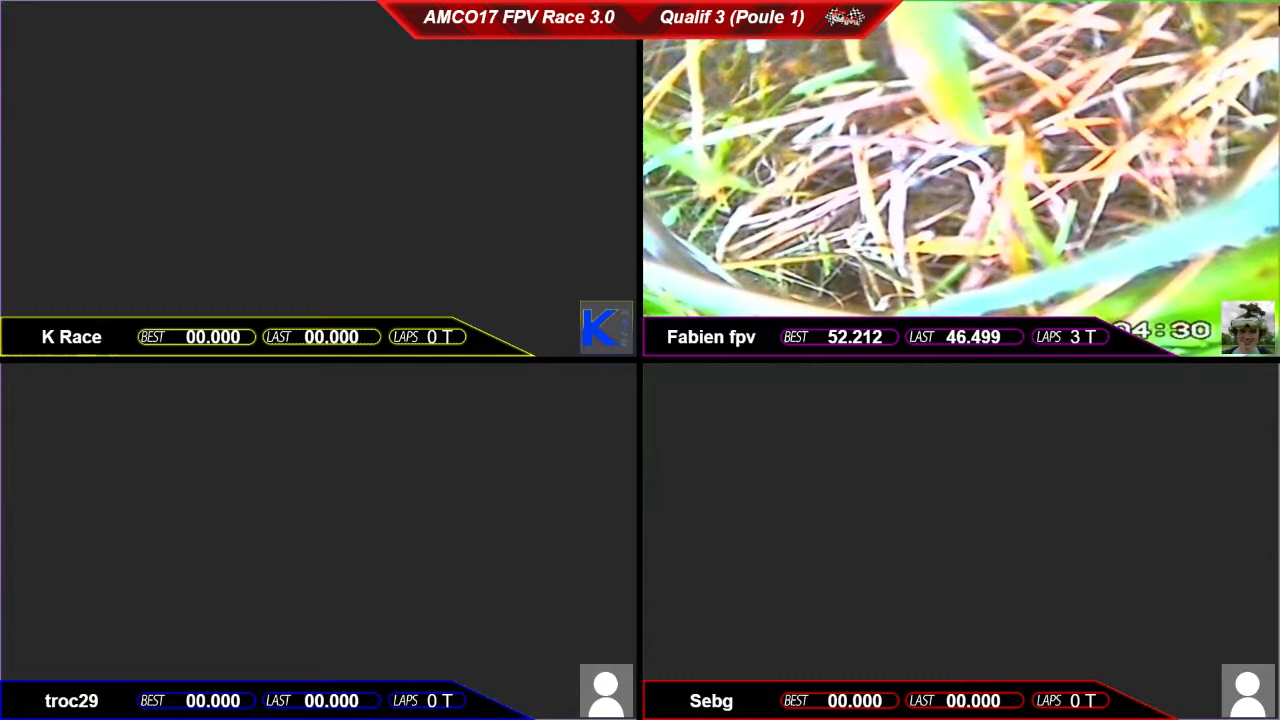 AMCO17 FPV Race 3.0 Qualif 3 (Poule 1)
K Race BEST 00.000 LAST 00.000 LAPS 0 T
K
Fabien fpv BEST 52.212 LAST 46.499 LAPS 3 T
04:30
troc29 BEST 00.000 LAST 00.000 LAPS 0 T
Sebg BEST 00.000 LAST 00.000 LAPS 0 T